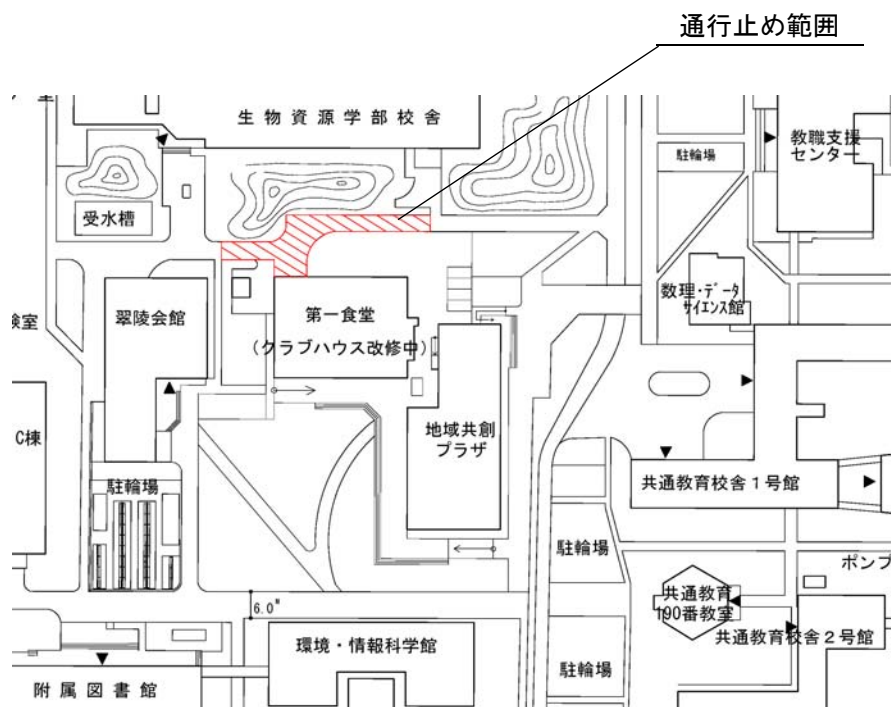 通行止め範囲
室
生物資源学部校舎
駐輪場
教職支援
センター
受水槽
数理・データ
サイエンス館
翠陵会館
第一食堂
(クラブハウス改修中)
験室
C棟
地域共創
プラザ
駐輪場
共通教育校舎1号館
駐輪場
ポンプ
6.0"
共通教育
190番教室
共通教育校舎2号館
環境・情報科学館
駐輪場
附属図書館